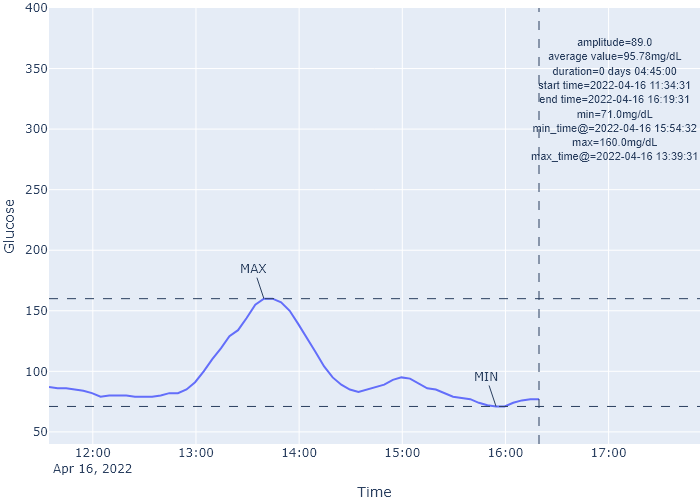 400
350
300
250
200
150
100
50
Glucose
amplitude=89.0
average value=95.78mg/dL
duration=0 days 04:45:00
start time=2022-04-16 11:34:31
end time=2022-04-16 16:19:31
min=71.0mg/dL
min_time@=2022-04-16 15:54:32
max=160.0mg/dL
max_time@=2022-04-16 13:39:31
MAX
MIN
12:00 13:00 14:00 15:00 16:00 17:00
Apr 16, 2022
Time